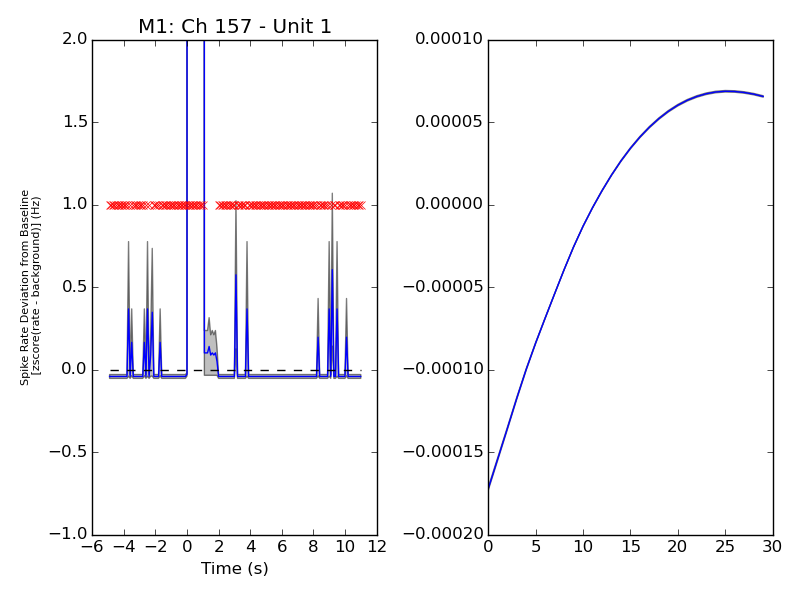 M1: Ch 157 - Unit 1
2.0
1.5
1.0
0.5
0.0
−0.5
−1.0
−6 −4 −2 0 2 4 6 8 10 12
Time (s)
Spike Rate Deviation from Baseline
[zscore(rate - background)] (Hz)
0.00010
0.00005
0.00000
−0.00005
−0.00010
−0.00015
−0.00020
0 5 10 15 20 25 30